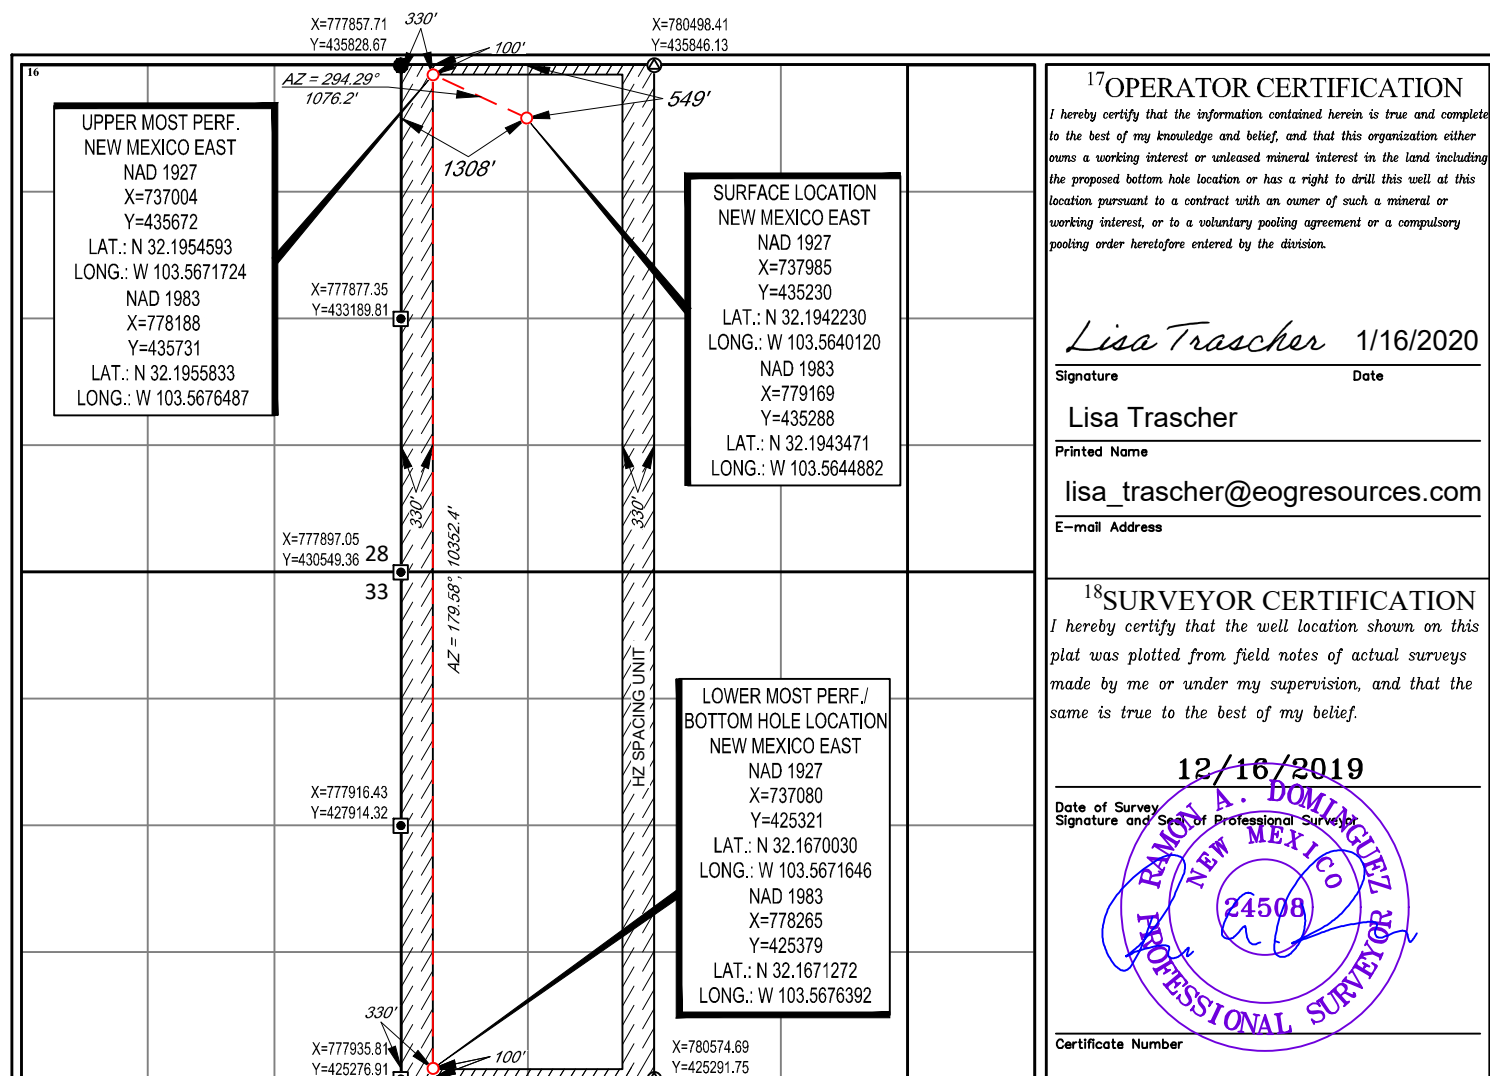 X=777857.71
Y=435828.67
330'
100'
X=780498.41
Y=435846.13
16
AZ = 294.29°
1076.2'
549'
1308'
UPPER MOST PERF.
NEW MEXICO EAST
NAD 1927
X=737004
Y=435672
LAT.: N 32.1954593
LONG.: W 103.5671724
NAD 1983
X=778188
Y=435731
LAT.: N 32.1955833
LONG.: W 103.5676487
SURFACE LOCATION
NEW MEXICO EAST
NAD 1927
X=737985
Y=435230
LAT.: N 32.1942230
LONG.: W 103.5640120
NAD 1983
X=779169
Y=435288
LAT.: N 32.1943471
LONG.: W 103.5644882
X=777877.35
Y=433189.81
330'
330'
X=777897.05
Y=430549.36
28
33
AZ = 179.58°, 10352.4'
HZ SPACING UNIT
LOWER MOST PERF./
BOTTOM HOLE LOCATION
NEW MEXICO EAST
NAD 1927
X=737080
Y=425321
LAT.: N 32.1670030
LONG.: W 103.5671646
NAD 1983
X=778265
Y=425379
LAT.: N 32.1671272
LONG.: W 103.5676392
X=777916.43
Y=427914.32
330'
X=777935.81
Y=425276.91
100'
X=780574.69
Y=425291.75
17OPERATOR CERTIFICATION
I hereby certify that the information contained herein is true and complete
to the best of my knowledge and belief, and that this organization either
owns a working interest or unleased mineral interest in the land including
the proposed bottom hole location or has a right to drill this well at this
location pursuant to a contract with an owner of such a mineral or
working interest, or to a voluntary pooling agreement or a compulsory
pooling order heretofore entered by the division.
Lisa Trascher 1/16/2020
Signature Date
Lisa Trascher
Printed Name
lisa_trascher@eogresources.com
E-mail Address
18SURVEYOR CERTIFICATION
I hereby certify that the well location shown on this
plat was plotted from field notes of actual surveys
made by me or under my supervision, and that the
same is true to the best of my belief.
12/16/2019
Date of Survey
Signature and Seal of Professional Surveyor
RAMON A. DOMINGUEZ
NEW MEXICO
24508
PROFESSIONAL SURVEYOR
Certificate Number